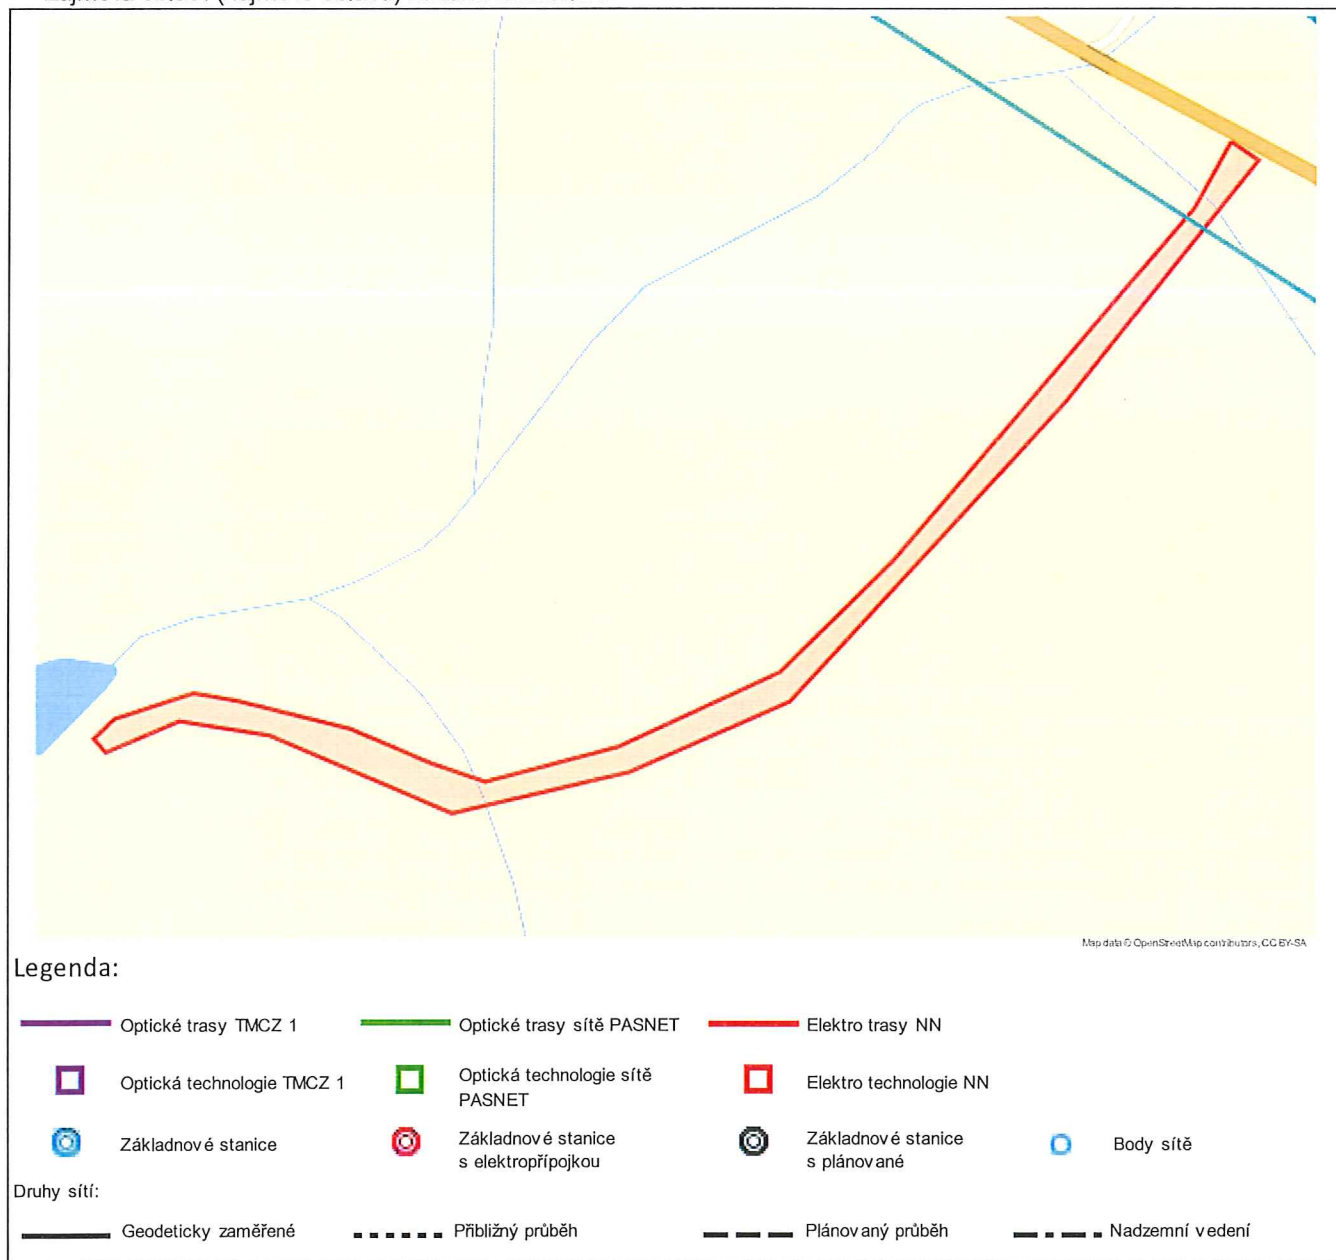 Map data © OpenStreetMap contributors, CC BY-SA
Legenda:
Optické trasy TMCZ 1
Optické trasy sítě PASNET
Elektro trasy NN
Optická technologie TMCZ 1
Optická technologie sítě
PASNET
Elektro technologie NN
Základnové stanice
Základnové stanice
s elektropřípojkou
Základnové stanice
s plánované
Body sítě
Druhy sítí:
Geodeticky zaměřené
Přibližný průběh
Plánovaný průběh
Nadzemní vedení